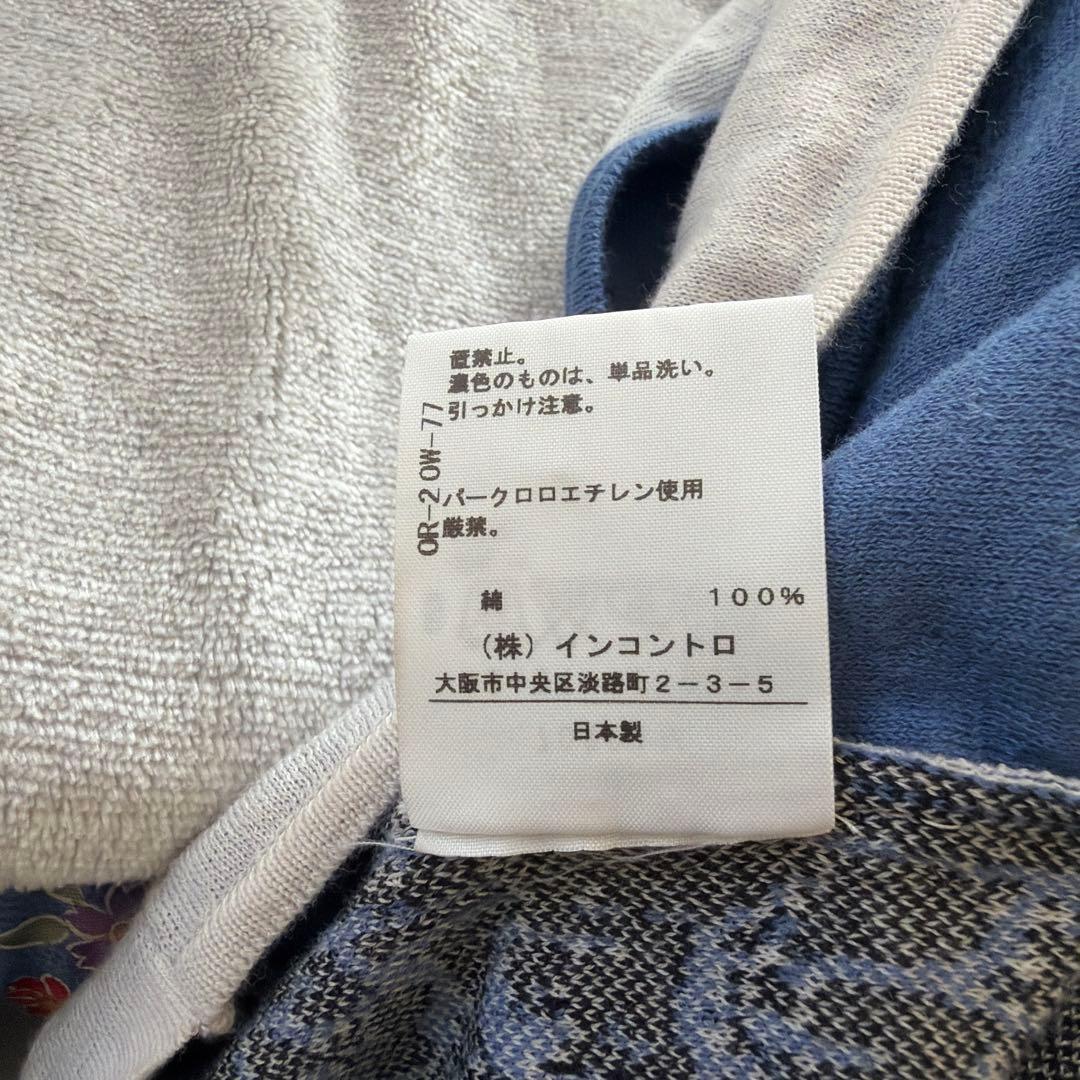 置禁止。
濃色のものは、単品洗い。
引っかけ注意。
OR-20W-77
パークロロエチレン使用
厳禁。
綿 100%
(株)インコントロ
大阪市中央区淡路町2-3-5
日本製